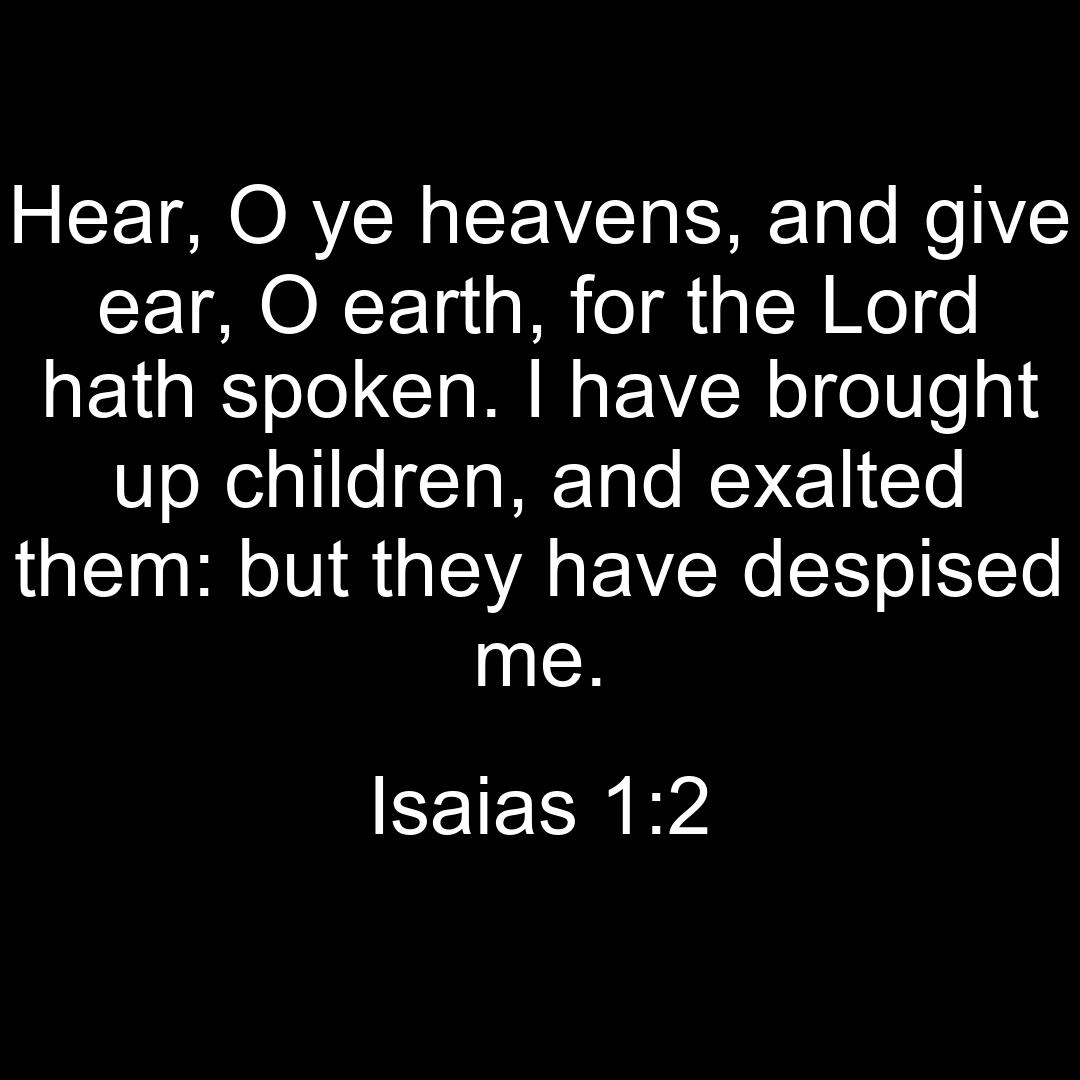 Hear, O ye heavens, and give
ear, O earth, for the Lord
hath spoken. I have brought
up children, and exalted
them: but they have despised
me.
Isaias 1:2